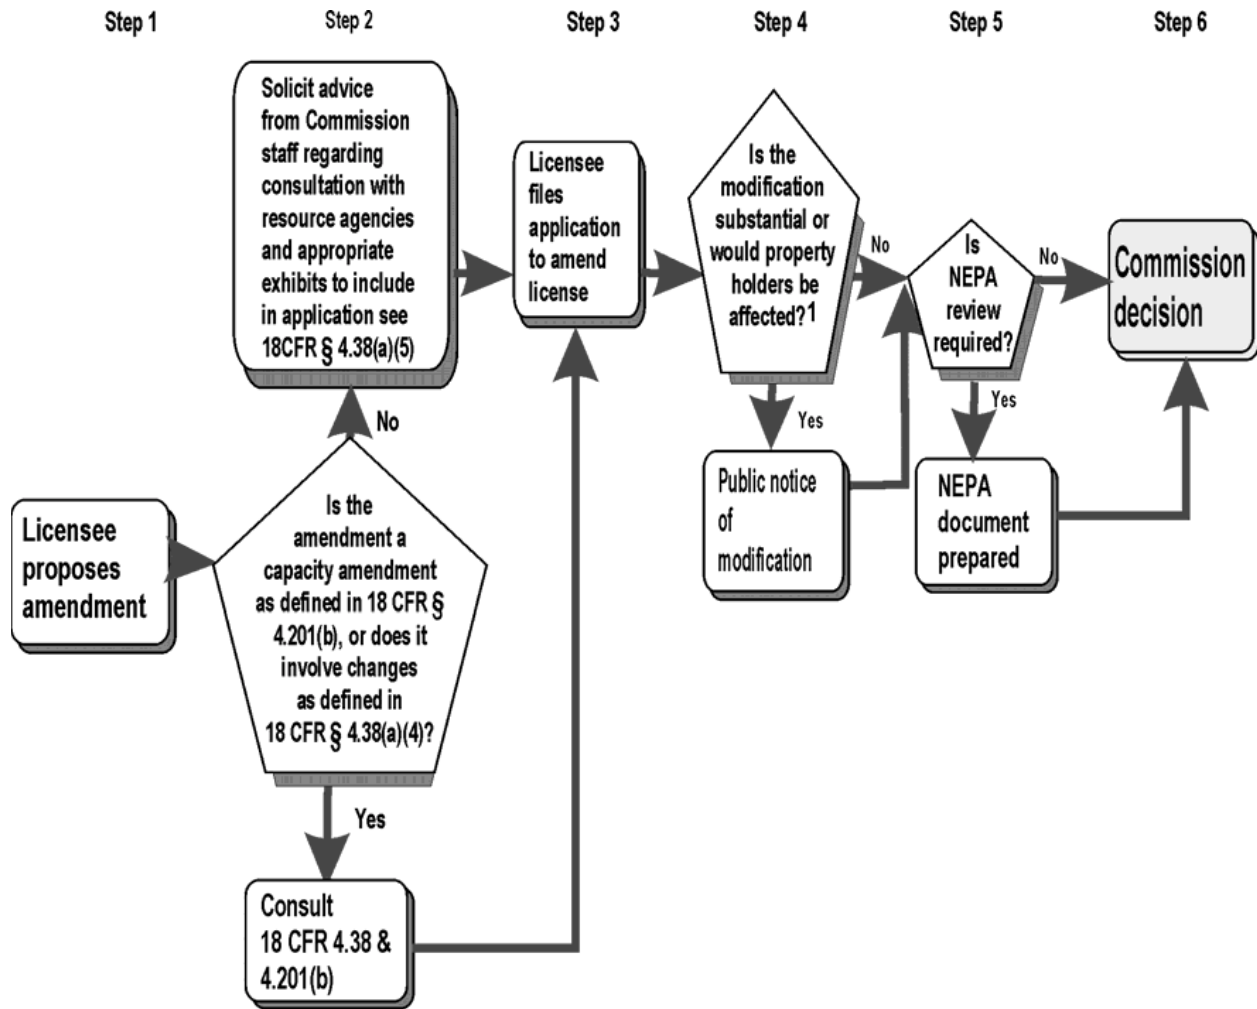 Step 1
Step 2
Step 3
Step 4
Step 5
Step 6
Licensee
proposes
amendment
Solicit advice
from Commission
staff regarding
consultation with
resource agencies
and appropriate
exhibits to include
in application see
18CFR § 4.38(a)(5)
No
Is the
amendment a
capacity amendment
as defined in 18 CFR §
4.201(b), or does it
involve changes
as defined in
18 CFR § 4.38(a)(4)?
Yes
Consult
18 CFR 4.38 &
4.201(b)
Licensee
files
application
to amend
license
Is the
modification
substantial or
would property
holders be
affected?1
No
Yes
Public notice
of
modification
Is
NEPA
review
required?
No
Yes
NEPA
document
prepared
Commission
decision